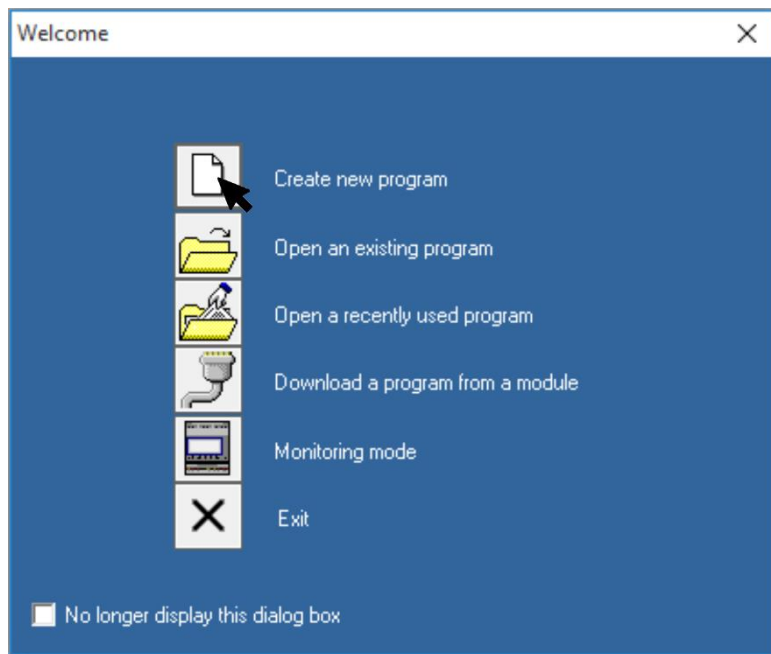 Welcome
Create new program
Open an existing program
Open a recently used program
Download a program from a module
Monitoring mode
Exit
No longer display this dialog box